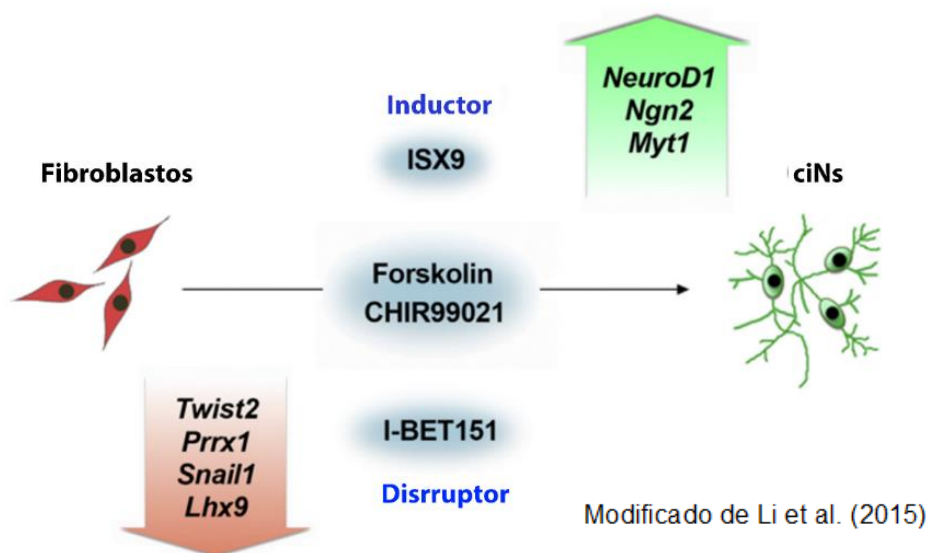 NeuroD1
Ngn2
Myt1
Inductor
ISX9
Fibroblastos
ciNs
Forskolin
CHIR99021
Twist2
Prrx1
Snail1
Lhx9
I-BET151
Disrruptor
Modificado de Li et al. (2015)